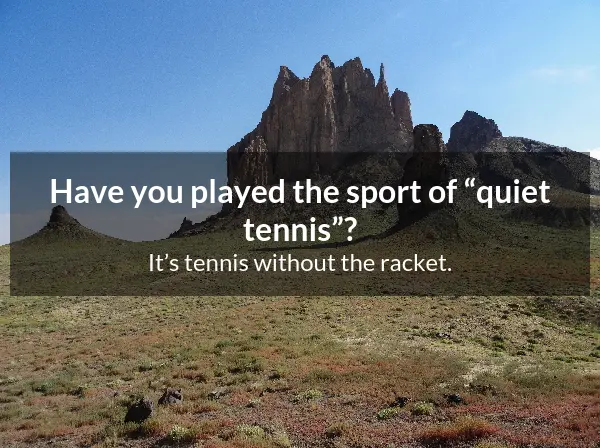 Have you played the sport of “quiet
tennis”?
It’s tennis without the racket.